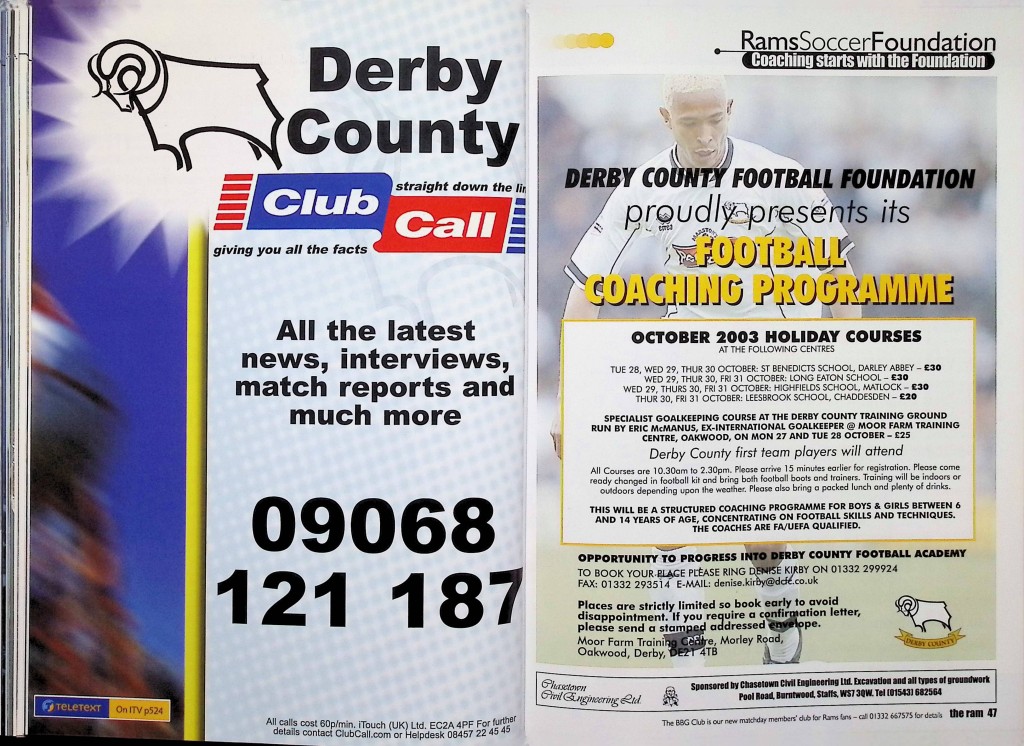 Derby
County
Club
Call
straight down the
giving you all the facts
All the latest
news, interviews,
match reports and
much more
09068
121 187
TELETEXT
On ITV p524
All calls cost 60p/min. iTouch (UK) Ltd. EC2A 4PF For further
details contact ClubCall.com or Helpdesk 08457 22 45 45
RamsSoccerFoundation
Coaching starts with the Foundation
DERBY COUNTY FOOTBALL FOUNDATION
proudly presents its
FOOTBALL
COACHING PROGRAMME
OCTOBER 2003 HOLIDAY COURSES
AT THE FOLLOWING CENTRES
TUE 28, WED 29, THUR 30 OCTOBER: ST BENEDICTS SCHOOL, DARLEY ABBEY – £30
WED 29, THUR 30, FRI 31 OCTOBER: LONG EATON SCHOOL – £30
WED 29, THURS 30, FRI 31 OCTOBER: HIGHFIELDS SCHOOL, MATLOCK – £30
THUR 30, FRI 31 OCTOBER: LEESBROOK SCHOOL, CHADDESDEN – £20
SPECIALIST GOALKEEPING COURSE AT THE DERBY COUNTY TRAINING GROUND
RUN BY ERIC McMANUS, EX-INTERNATIONAL GOALKEEPER @ MOOR FARM TRAINING
CENTRE, OAKWOOD, ON MON 27 AND TUE 28 OCTOBER – £25
Derby County first team players will attend
All Courses are 10.30am to 2.30pm. Please arrive 15 minutes earlier for registration. Please come
ready changed in football kit and bring both football boots and trainers. Training will be indoors or
outdoors depending upon the weather. Please also bring a packed lunch and plenty of drinks.
THIS WILL BE A STRUCTURED COACHING PROGRAMME FOR BOYS & GIRLS BETWEEN 6
AND 14 YEARS OF AGE, CONCENTRATING ON FOOTBALL SKILLS AND TECHNIQUES.
THE COACHES ARE FA/UEFA QUALIFIED.
OPPORTUNITY TO PROGRESS INTO DERBY COUNTY FOOTBALL ACADEMY
TO BOOK YOUR PLACE PLEASE RING DENISE KIRBY ON 01332 299924
FAX: 01332 293514 E-MAIL: denise.kirby@dcfc.co.uk
Places are strictly limited so book early to avoid
disappointment. If you require a confirmation letter,
please send a stamped addressed envelope.
Moor Farm Training Centre, Morley Road,
Oakwood, Derby, DE21 4TB
DERBY COUNTY
Chasetown
Civil Engineering Ltd.
Sponsored by Chasetown Civil Engineering Ltd. Excavation and all types of groundwork
Pool Road, Burntwood, Staffs, WS7 3QW. Tel (01543) 682564
The BBG Club is our new matchday members' club for Rams fans – call 01332 667575 for details the ram 47